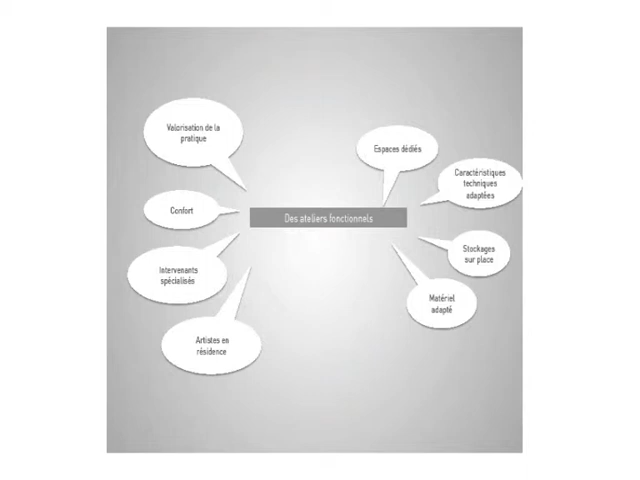 Valorisation de la
pratique
Espaces dédiés
Caractéristiques
techniques
adaptées
Confort
Des ateliers fonctionnels
Stockages
sur place
Intervenants
spécialisés
Matériel
adapté
Artistes en
résidence